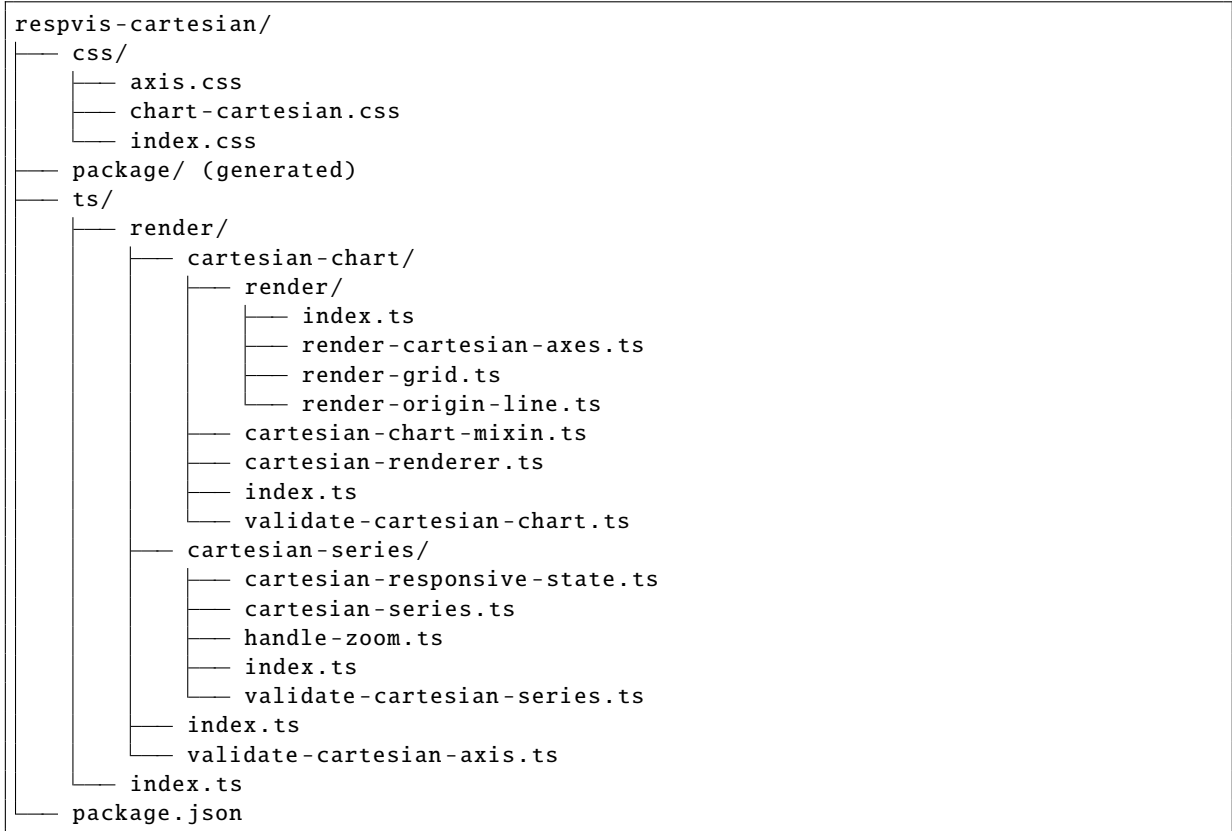 respvis-cartesian/
css/
axis.css
chart-cartesian.css
index.css
package/ (generated)
ts/
render/
cartesian-chart/
render/
index.ts
render-cartesian-axes.ts
render-grid.ts
render-origin-line.ts
cartesian-chart-mixin.ts
cartesian-renderer.ts
index.ts
validate-cartesian-chart.ts
cartesian-series/
cartesian-responsive-state.ts
cartesian-series.ts
handle-zoom.ts
index.ts
validate-cartesian-series.ts
index.ts
validate-cartesian-axis.ts
index.ts
package.json